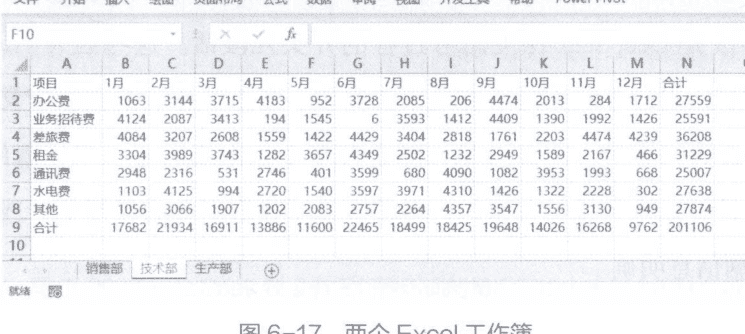 F10 fx
A B C D E F G H I J K L M N
1 项目 1月 2月 3月 4月 5月 6月 7月 8月 9月 10月 11月 12月 合计
2 办公费 1063 3144 3715 4183 952 3728 2085 206 4474 2013 284 1712 27559
3 业务招待费 4124 2087 3413 194 1545 6 3593 1412 4409 1390 1992 1426 25591
4 差旅费 4084 3207 2608 1559 1422 4429 3404 2818 1761 2203 4474 4239 36208
5 租金 3304 3989 3743 1282 3657 4349 2502 1232 2949 1589 2167 466 31229
6 通讯费 2948 2316 531 2746 401 3599 680 4090 1082 3953 1993 668 25007
7 水电费 1103 4125 994 2720 1540 3597 3971 4310 1426 1322 2228 302 27638
8 其他 1056 3066 1907 1202 2083 2757 2264 4357 3547 1556 3130 949 27874
9 合计 17682 21934 16911 13886 11600 22465 18499 18425 19648 14026 16268 9762 201106
10
销售部 技术部 生产部
就绪
图 6-17 两个 Excel 工作簿